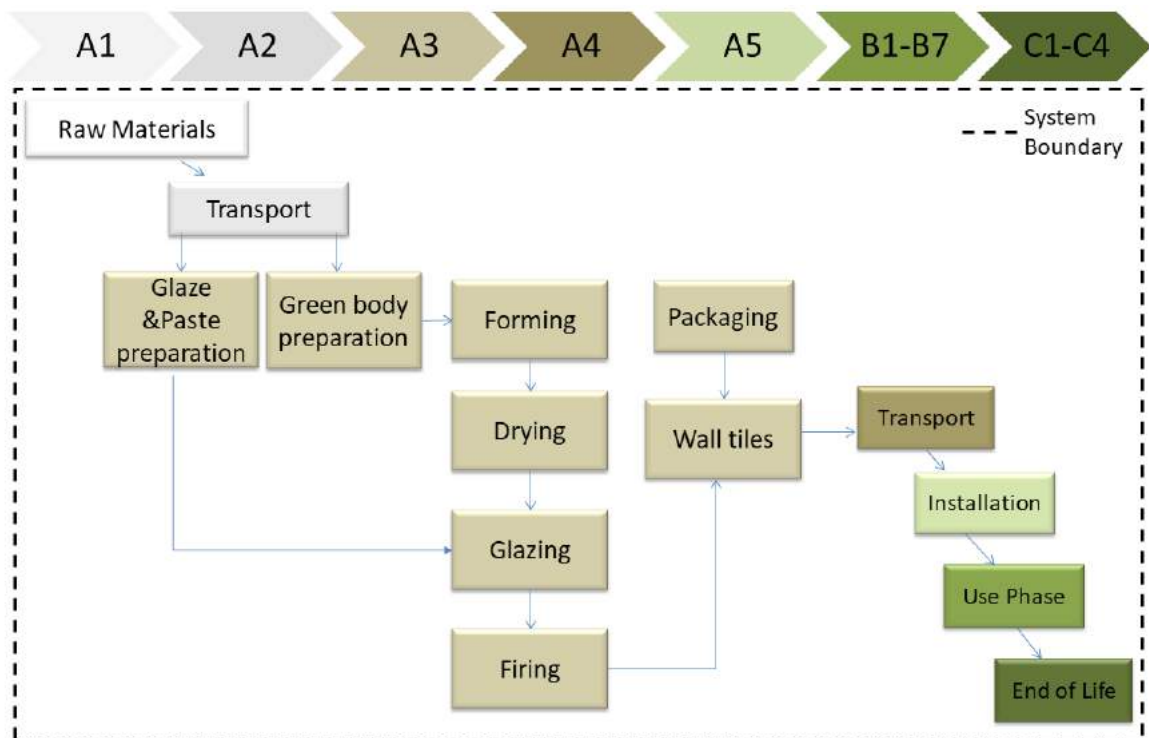 A1
A2
A3
A4
A5
B1-B7
C1-C4
Raw Materials
System
Boundary
Transport
Glaze
&Paste
preparation
Green body
preparation
Forming
Packaging
Drying
Wall tiles
Transport
Installation
Glazing
Use Phase
Firing
End of Life